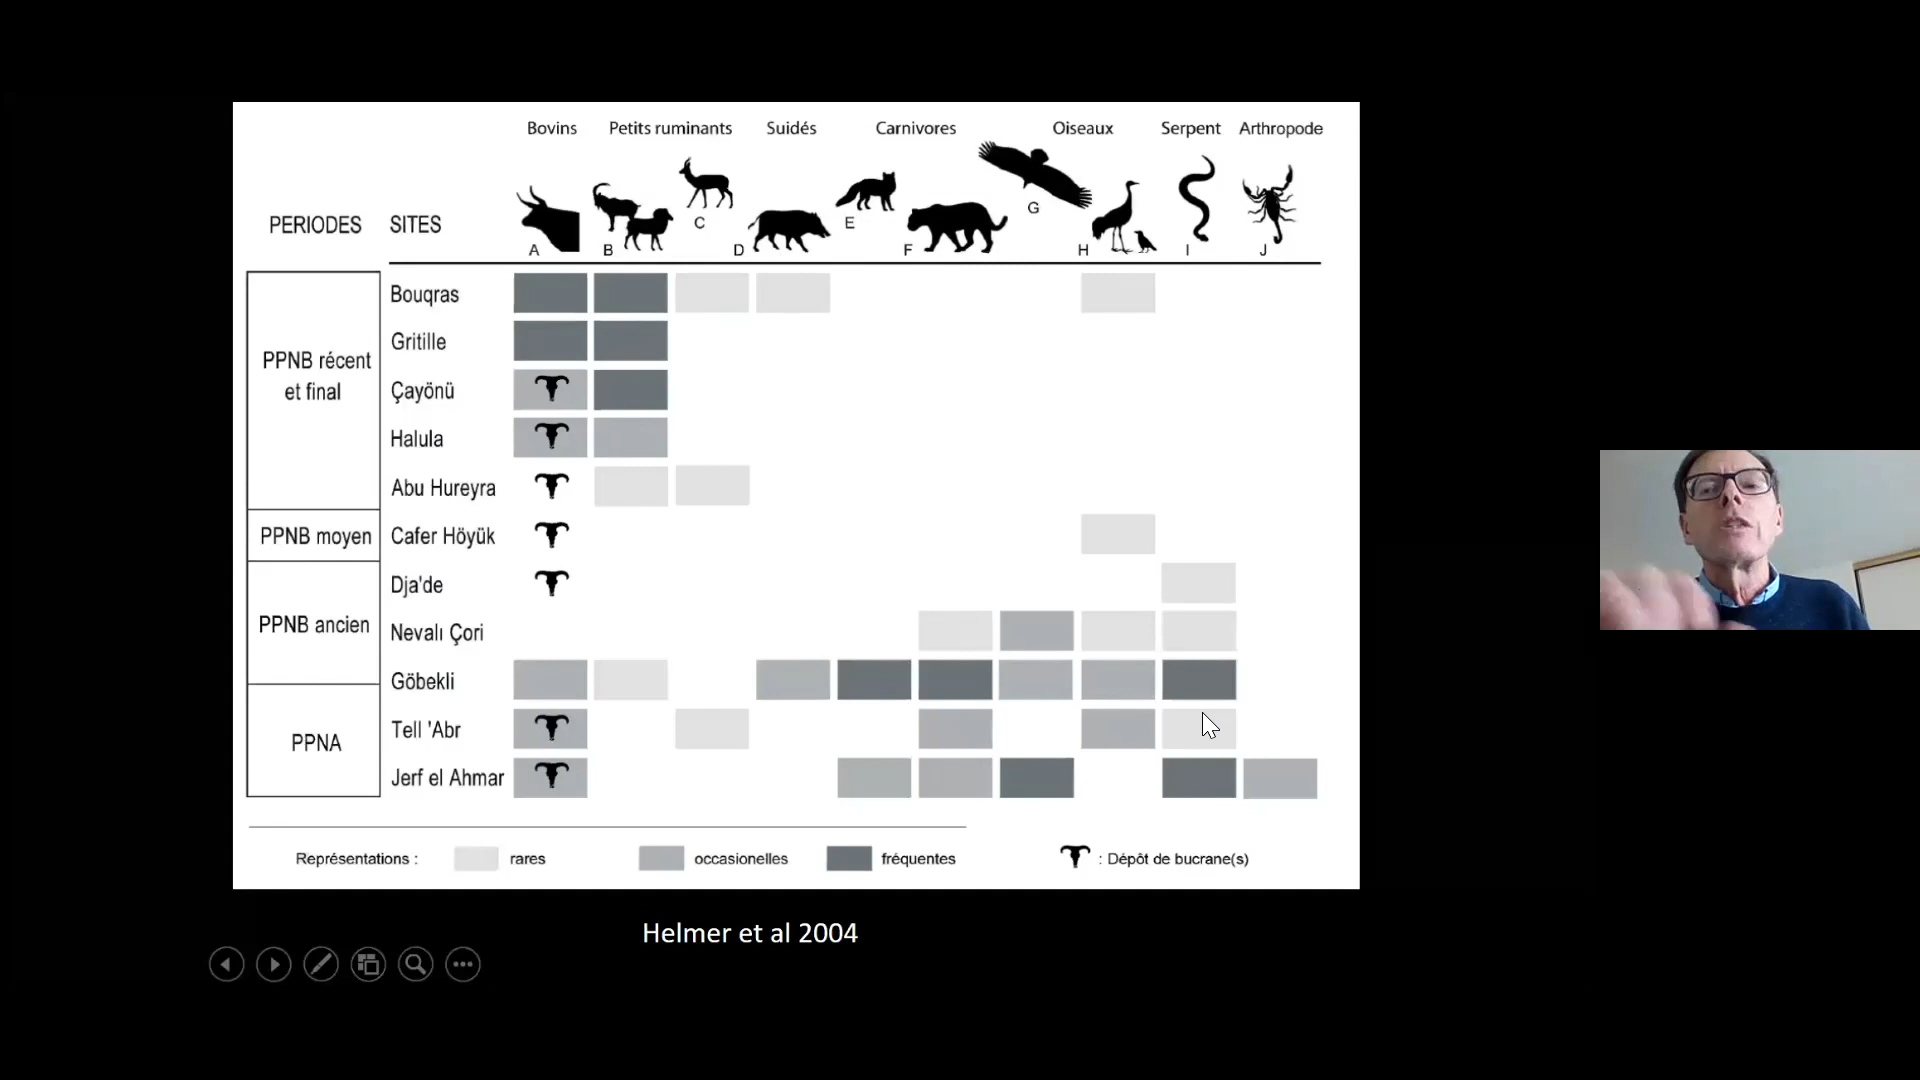 Bovins Petits ruminants Suidés Carnivores Oiseaux Serpent Arthropode
PERIODES SITES
A B C D E F G H I J
PPNB récent
et final
Bouqras
Gritille
Çayönü
Halula
Abu Hureyra
PPNB moyen
Cafer Höyük
PPNB ancien
Dja'de
Nevalı Çori
Göbekli
PPNA
Tell 'Abr
Jerf el Ahmar
Représentations : rares occasionelles fréquentes : Dépôt de bucrane(s)
Helmer et al 2004